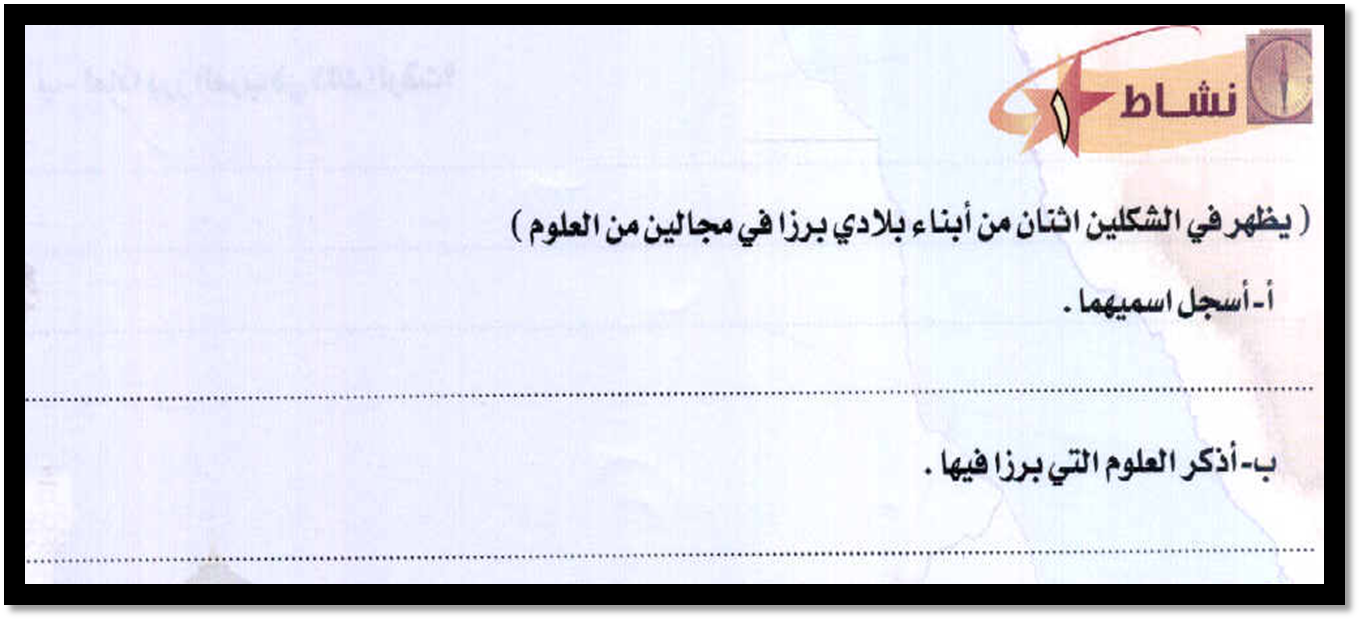 نشاط ١
( يظهر في الشكلين اثنان من أبناء بلادي برزا في مجالين من العلوم )
أ-أسجل اسميهما .
ب-أذكر العلوم التي برزا فيها .